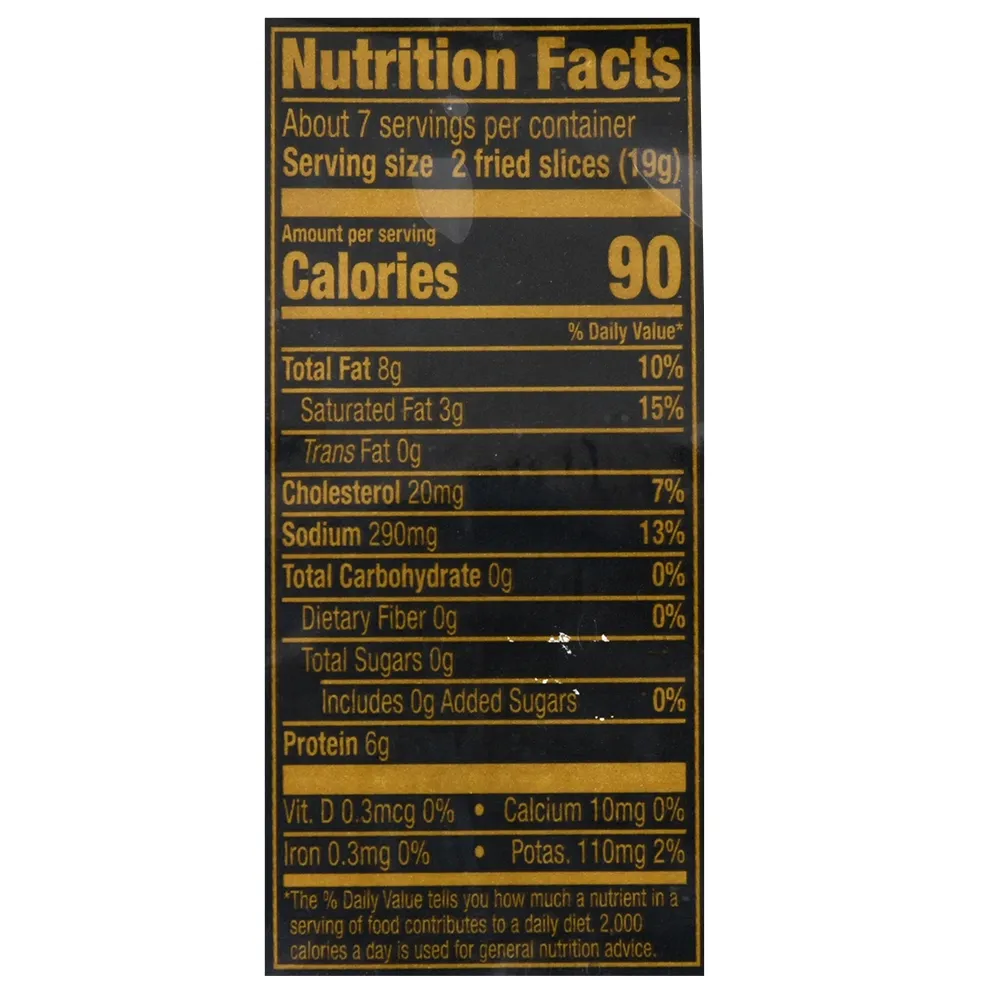 Nutrition Facts
About 7 servings per container
Serving size 2 fried slices (19g)
Amount per serving
Calories 90
% Daily Value*
Total Fat 8g 10%
Saturated Fat 3g 15%
Trans Fat 0g
Cholesterol 20mg 7%
Sodium 290mg 13%
Total Carbohydrate 0g 0%
Dietary Fiber 0g 0%
Total Sugars 0g
Includes 0g Added Sugars 0%
Protein 6g
Vit. D 0.3mcg 0% • Calcium 10mg 0%
Iron 0.3mg 0% • Potas. 110mg 2%
*The % Daily Value tells you how much a nutrient in a
serving of food contributes to a daily diet. 2,000
calories a day is used for general nutrition advice.